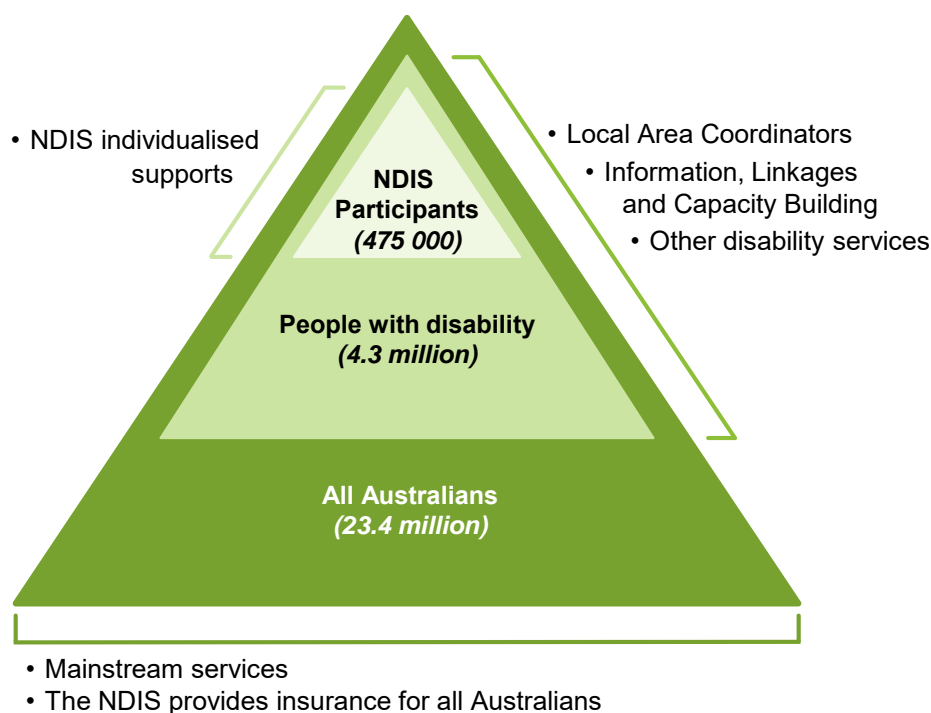 • NDIS individualised
supports
• Local Area Coordinators
• Information, Linkages
and Capacity Building
• Other disability services
NDIS
Participants
(475 000)
People with disability
(4.3 million)
All Australians
(23.4 million)
• Mainstream services
• The NDIS provides insurance for all Australians